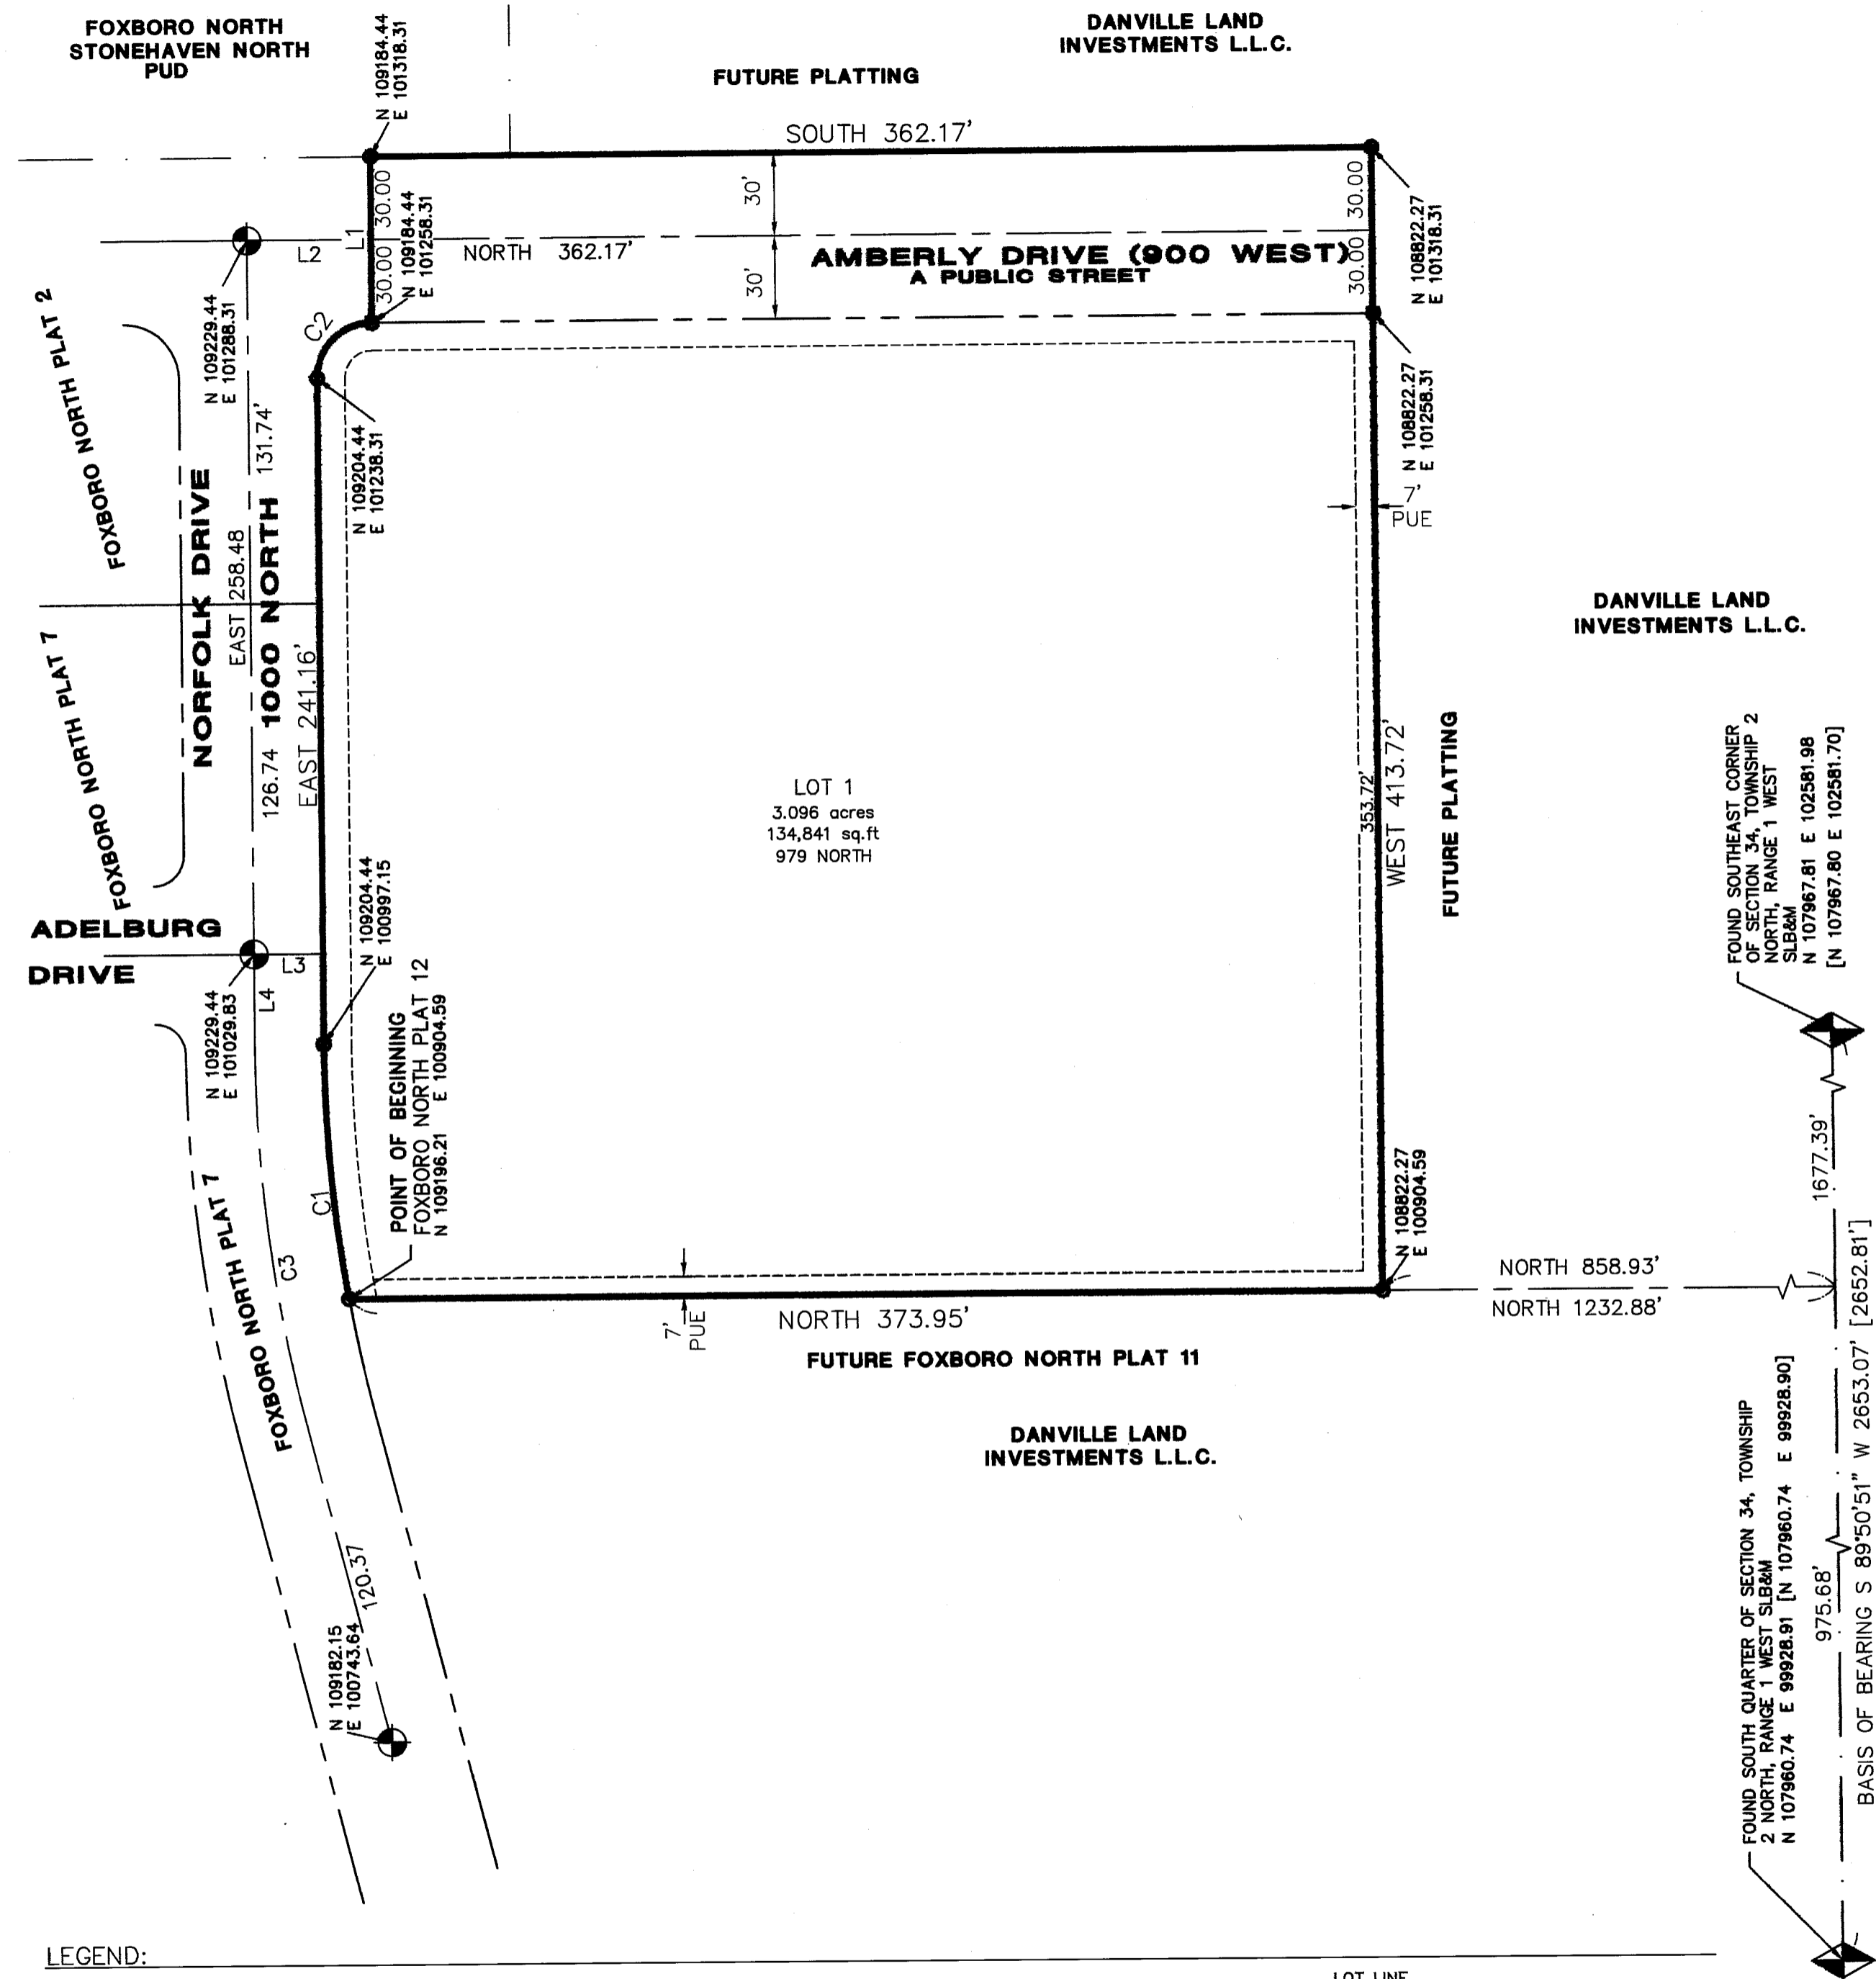 FOXBORO NORTH
STONEHAVEN NORTH
PUD
N 109184.44
E 101318.31
DANVILLE LAND
INVESTMENTS L.L.C.
FUTURE PLATTING
SOUTH 362.17'
30.00
30.00
L1
L2
N 109184.44
E 101258.31
NORTH 362.17'
30'
30'
AMBERLY DRIVE (900 WEST)
A PUBLIC STREET
30.00
30.00
N 108822.27
E 101318.31
N 108822.27
E 101258.31
C2
N 109229.44
E 101288.31
N 109204.44
E 101238.31
FOXBORO NORTH PLAT 2
NORFOLK DRIVE
EAST 258.48
131.74'
1000 NORTH
126.74
EAST 241.16'
FOXBORO NORTH PLAT 7
7'
PUE
DANVILLE LAND
INVESTMENTS L.L.C.
LOT 1
3.096 acres
134,841 sq.ft
979 NORTH
353.72'
WEST 413.72'
FUTURE PLATTING
FOUND SOUTHEAST CORNER
OF SECTION 34, TOWNSHIP 2
NORTH, RANGE 1 WEST
SLB&M
N 107967.81 E 102581.98
[N 107967.80 E 102581.70]
ADELBURG
DRIVE
L3
L4
N 109204.44
E 100997.15
N 109229.44
E 101029.83
POINT OF BEGINNING
FOXBORO NORTH PLAT 12
N 109196.21 E 100904.59
C1
C3
FOXBORO NORTH PLAT 7
N 108822.27
E 100904.59
1677.39'
NORTH 858.93'
NORTH 1232.88'
7'
PUE
NORTH 373.95'
FUTURE FOXBORO NORTH PLAT 11
DANVILLE LAND
INVESTMENTS L.L.C.
120.37
N 109182.15
E 100743.64
FOUND SOUTH QUARTER OF SECTION 34, TOWNSHIP
2 NORTH, RANGE 1 WEST SLB&M
N 107960.74 E 99928.91 [N 107960.74 E 99928.90]
975.68'
BASIS OF BEARING S 89°50'51" W 2653.07' [2652.81']
LEGEND:
LOT LINE